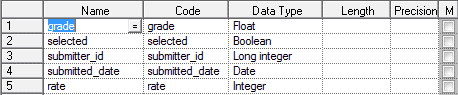 Name Code Data Type Length Precision M
1 grade = grade Float
2 selected selected Boolean
3 submitter_id submitter_id Long integer
4 submitted_date submitted_date Date
5 rate rate Integer